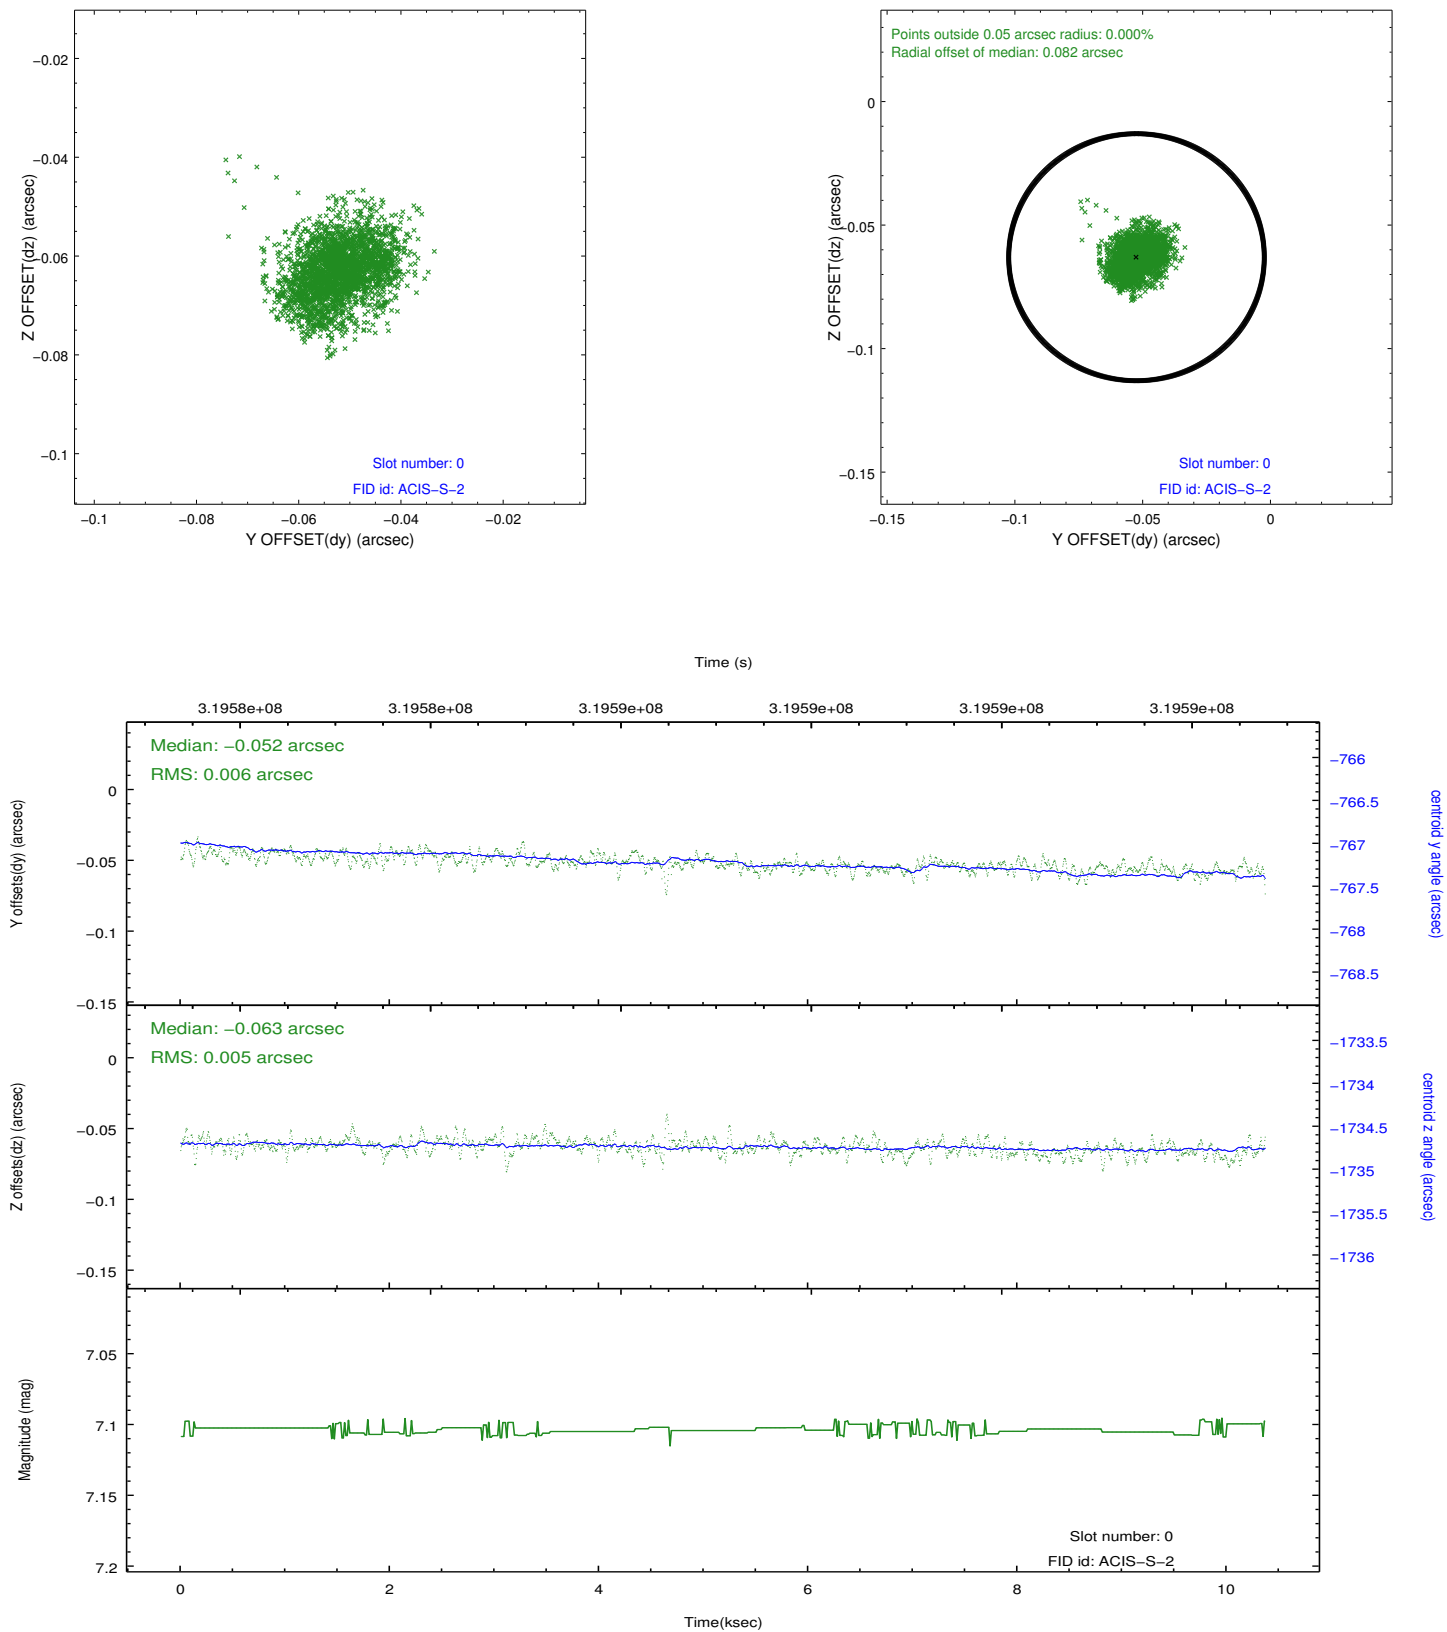 −0.02
−0.04
−0.06
−0.08
−0.1
Z OFFSET(dz) (arcsec)
Slot number: 0
FID id: ACIS−S−2
−0.1
−0.08
−0.06
−0.04
−0.02
Y OFFSET(dy) (arcsec)
Points outside 0.05 arcsec radius: 0.000%
Radial offset of median: 0.082 arcsec
0
−0.05
−0.1
−0.15
Z OFFSET(dz) (arcsec)
Slot number: 0
FID id: ACIS−S−2
−0.15
−0.1
−0.05
0
Y OFFSET(dy) (arcsec)
Time (s)
3.1958e+08
3.1958e+08
3.1959e+08
3.1959e+08
3.1959e+08
3.1959e+08
Median: −0.052 arcsec
RMS: 0.006 arcsec
0
−0.05
−0.1
−0.15
Y offsets(dy) (arcsec)
−766
−766.5
−767
−767.5
−768
−768.5
centroid y angle (arcsec)
Median: −0.063 arcsec
RMS: 0.005 arcsec
0
−0.05
−0.1
−0.15
Z offsets(dz) (arcsec)
−1733.5
−1734
−1734.5
−1735
−1735.5
−1736
centroid z angle (arcsec)
7.05
7.1
7.15
7.2
Magnitude (mag)
Slot number: 0
FID id: ACIS−S−2
0
2
4
6
8
10
Time(ksec)